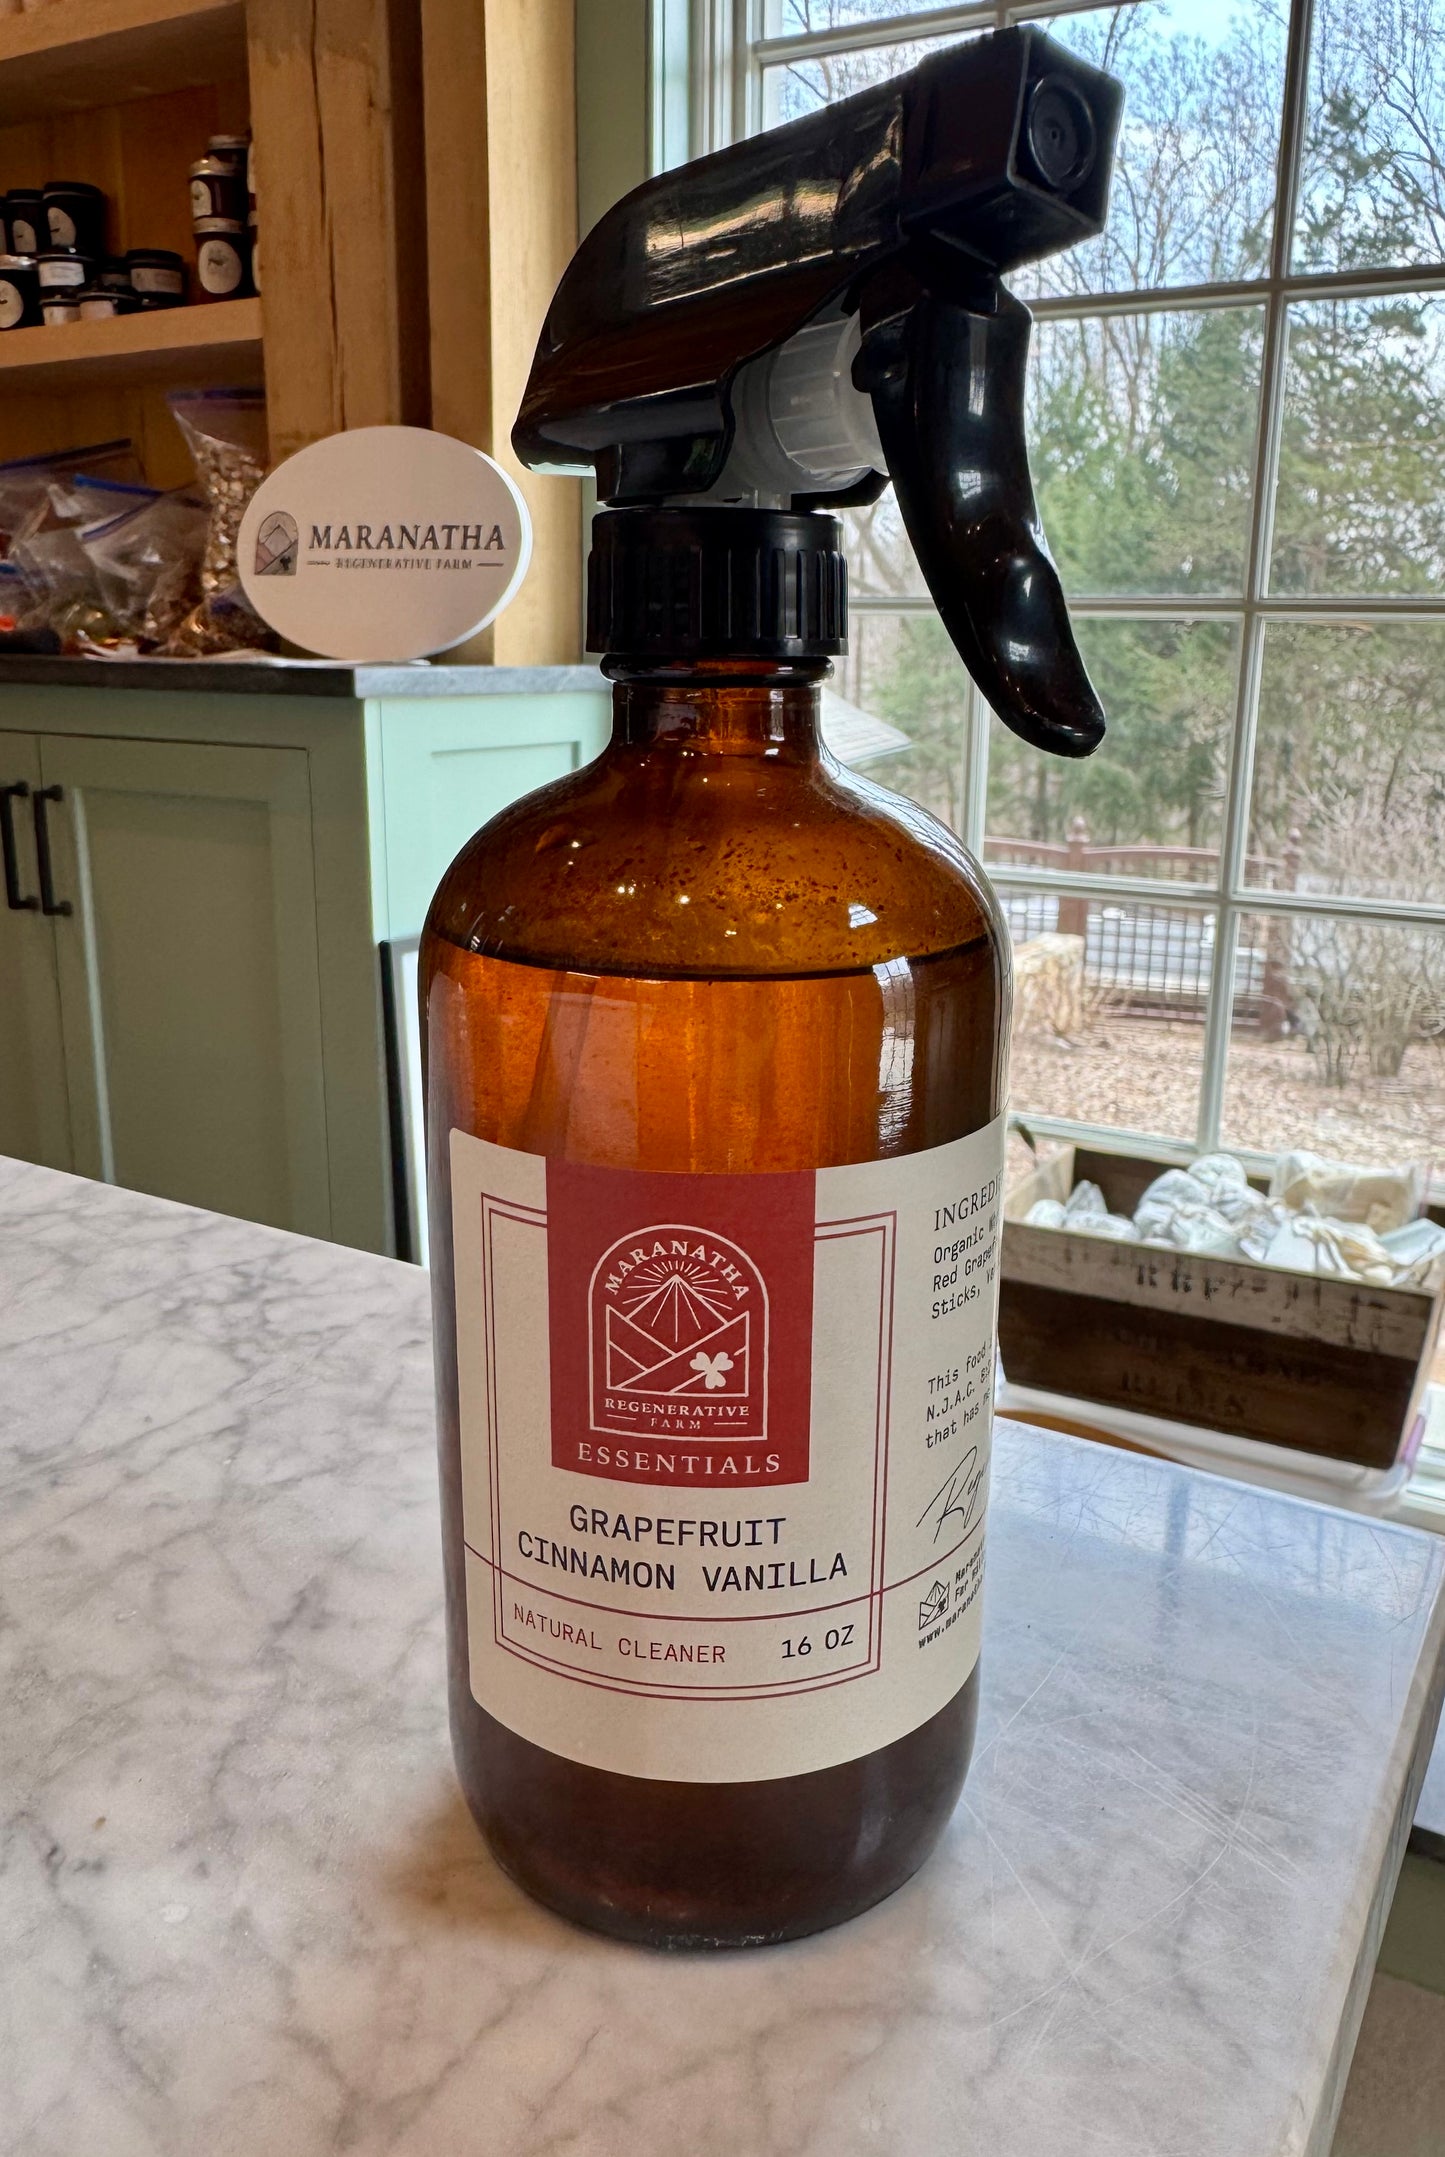 MARANATHA
REGENERATIVE FARM
MARANATHA
REGENERATIVE
FARM
ESSENTIALS
GRAPEFRUIT
CINNAMON VANILLA
NATURAL CLEANER
16 OZ
Organic
Red
Sticks,
This food
N.J.A.C.
that has